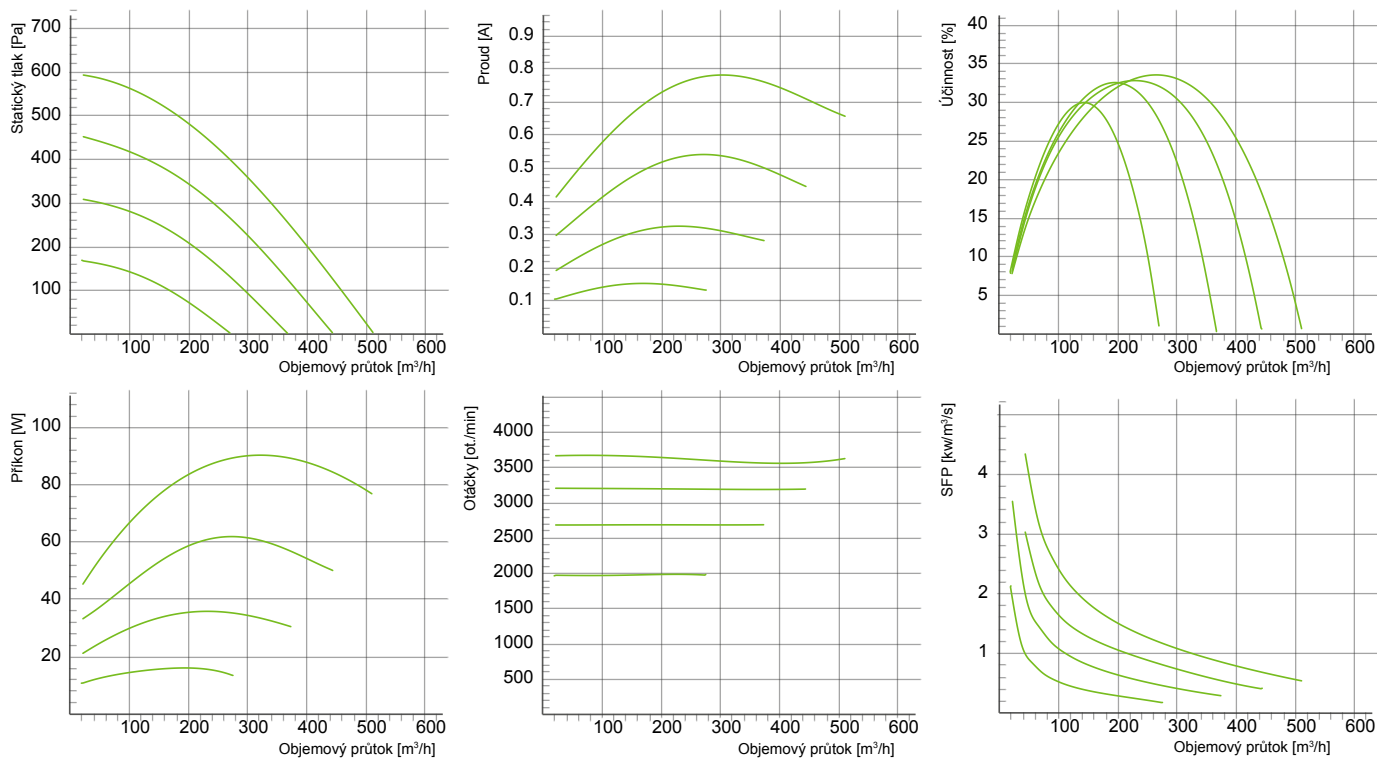 Statický tlak [Pa]
700
600
500
400
300
200
100
100 200 300 400 500 600
Objemový průtok [m³/h]
Proud [A]
0.9
0.8
0.7
0.6
0.5
0.4
0.3
0.2
0.1
100 200 300 400 500 600
Objemový průtok [m³/h]
Účinnost [%]
40
35
30
25
20
15
10
5
100 200 300 400 500 600
Objemový průtok [m³/h]
Příkon [W]
100
80
60
40
20
100 200 300 400 500 600
Objemový průtok [m³/h]
Otáčky [ot./min]
4000
3500
3000
2500
2000
1500
1000
500
100 200 300 400 500 600
Objemový průtok [m³/h]
SFP [kw/m³/s]
4
3
2
1
100 200 300 400 500 600
Objemový průtok [m³/h]